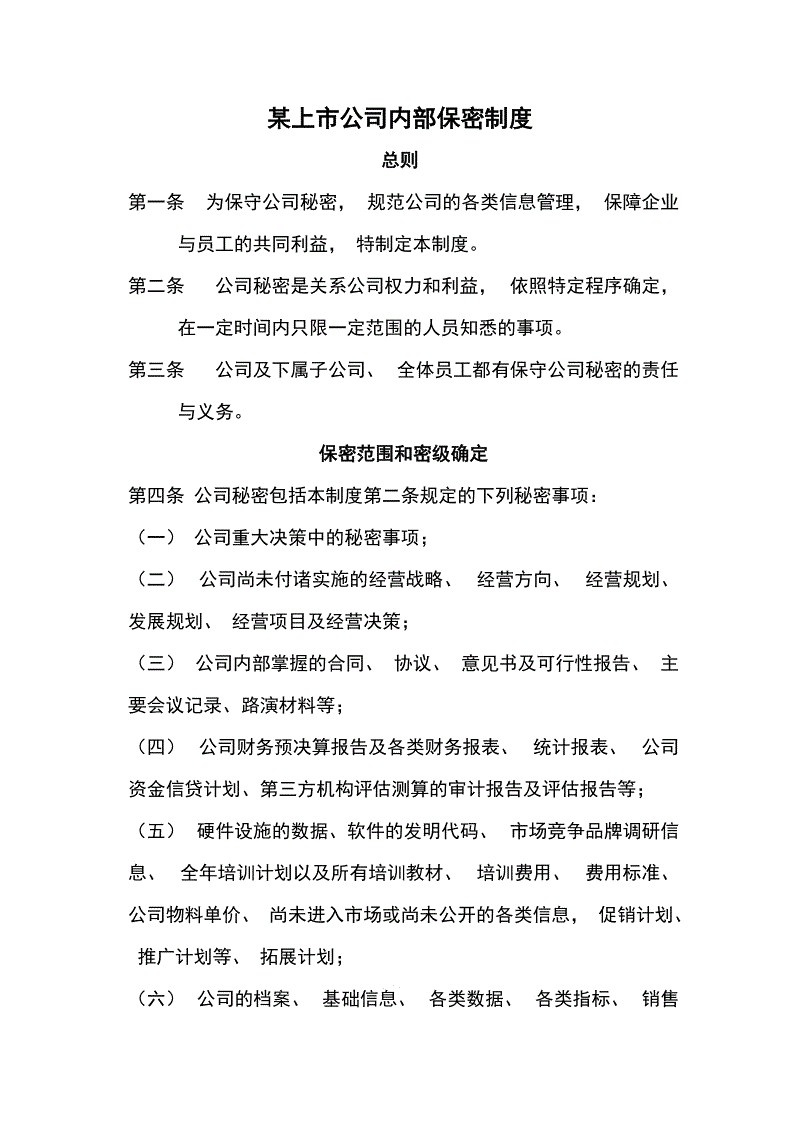 某上市公司内部保密制度
总则
第一条 为保守公司秘密， 规范公司的各类信息管理， 保障企业
与员工的共同利益， 特制定本制度。
第二条 公司秘密是关系公司权力和利益， 依照特定程序确定，
在一定时间内只限一定范围的人员知悉的事项。
第三条 公司及下属子公司、 全体员工都有保守公司秘密的责任
与义务。
保密范围和密级确定
第四条 公司秘密包括本制度第二条规定的下列秘密事项：
（一） 公司重大决策中的秘密事项；
（二） 公司尚未付诸实施的经营战略、 经营方向、 经营规划、
发展规划、 经营项目及经营决策；
（三） 公司内部掌握的合同、 协议、 意见书及可行性报告、 主
要会议记录、路演材料等；
（四） 公司财务预决算报告及各类财务报表、 统计报表、 公司
资金信贷计划、第三方机构评估测算的审计报告及评估报告等；
（五） 硬件设施的数据、软件的发明代码、 市场竞争品牌调研信
息、 全年培训计划以及所有培训教材、 培训费用、 费用标准、
公司物料单价、 尚未进入市场或尚未公开的各类信息， 促销计划、
推广计划等、 拓展计划；
（六） 公司的档案、 基础信息、 各类数据、 各类指标、 销售